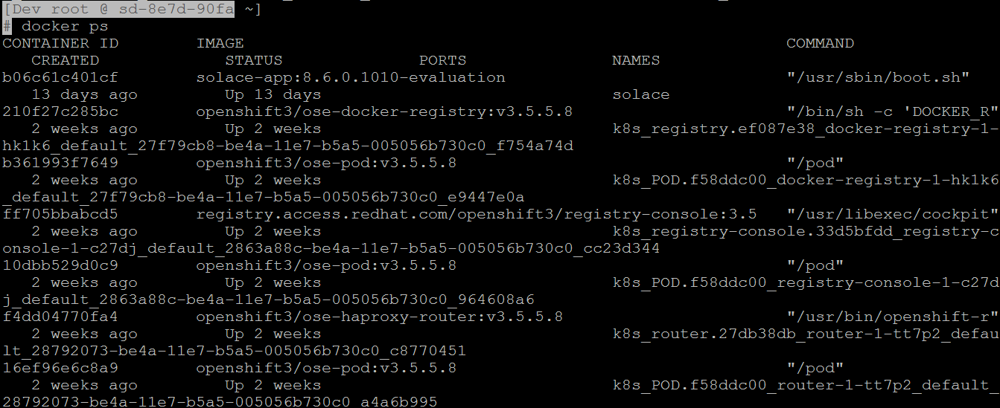 [Dev root @ sd-8e7d-90fa ~]
# docker ps
CONTAINER ID        IMAGE                                                        COMMAND
   CREATED             STATUS              PORTS               NAMES
b06c61c401cf        solace-app:8.6.0.1010-evaluation                             "/usr/sbin/boot.sh"
   13 days ago         Up 13 days                              solace
210f27c285bc        openshift3/ose-docker-registry:v3.5.5.8                      "/bin/sh -c 'DOCKER_R"
   2 weeks ago         Up 2 weeks                              k8s_registry.ef087e38_docker-registry-1-
hk1k6_default_27f79cb8-be4a-11e7-b5a5-005056b730c0_f754a74d
b361993f7649        openshift3/ose-pod:v3.5.5.8                                  "/pod"
   2 weeks ago         Up 2 weeks                              k8s_POD.f58ddc00_docker-registry-1-hk1k6
_default_27f79cb8-be4a-11e7-b5a5-005056b730c0_e9447e0a
ff705bbabcd5        registry.access.redhat.com/openshift3/registry-console:3.5   "/usr/libexec/cockpit"
   2 weeks ago         Up 2 weeks                              k8s_registry-console.33d5bfdd_registry-c
onsole-1-c27dj_default_2863a88c-be4a-11e7-b5a5-005056b730c0_cc23d344
10dbb529d0c9        openshift3/ose-pod:v3.5.5.8                                  "/pod"
   2 weeks ago         Up 2 weeks                              k8s_POD.f58ddc00_registry-console-1-c27d
j_default_2863a88c-be4a-11e7-b5a5-005056b730c0_964608a6
f4dd04770fa4        openshift3/ose-haproxy-router:v3.5.5.8                       "/usr/bin/openshift-r"
   2 weeks ago         Up 2 weeks                              k8s_router.27db38db_router-1-tt7p2_defau
lt_28792073-be4a-11e7-b5a5-005056b730c0_c8770451
16ef96e6c8a9        openshift3/ose-pod:v3.5.5.8                                  "/pod"
   2 weeks ago         Up 2 weeks                              k8s_POD.f58ddc00_router-1-tt7p2_default_
28792073-be4a-11e7-b5a5-005056b730c0_a4a6b995